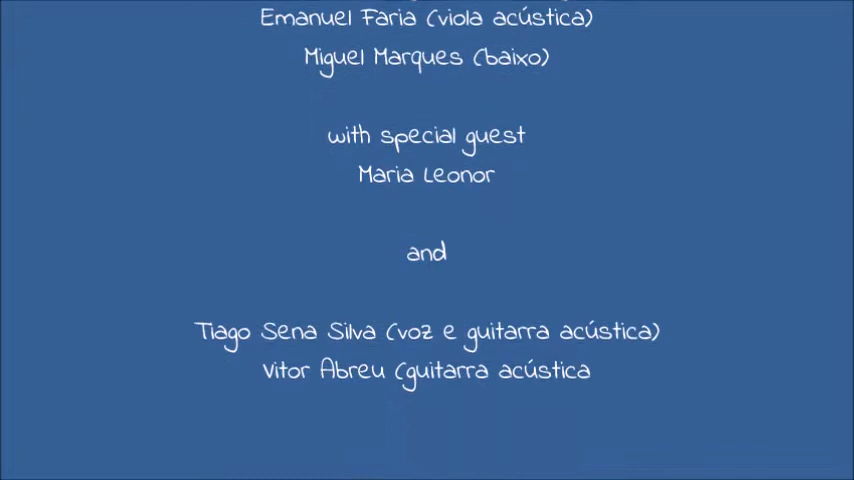 Emanuel Faria (viola acústica)
Miguel Marques (baixo)
with special guest
Maria Leonor
and
Tiago Sena Silva (voz e guitarra acústica)
Vitor Abreu (guitarra acústica